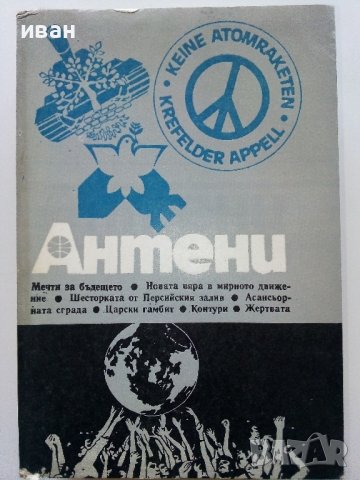 иван
• KEINE ATOMRAKETEN •
KREFELDER APPELL
Антени
Мечти за бъдещето • Новата вяра в мирното движе-
ние • Шесторката от Персийския залив • Асансьор-
ната сграда • Царски гамбит • Контури • Жертвата
BAZAR